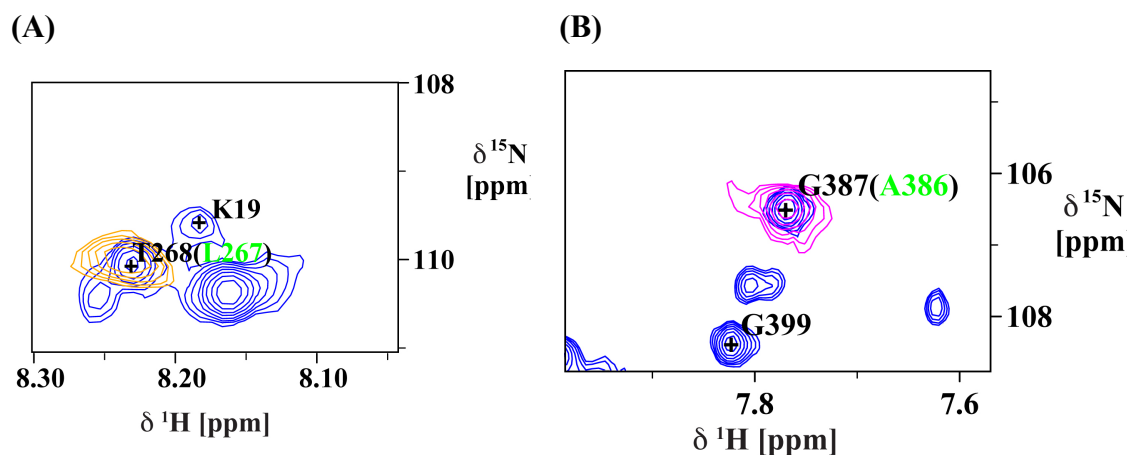 (A)
108
δ ¹⁵N
[ppm]
K19
T268(L267)
110
8.30
8.20
8.10
δ ¹H [ppm]
(B)
G387(A386)
106
δ ¹⁵N
[ppm]
G399
108
7.8
7.6
δ ¹H [ppm]